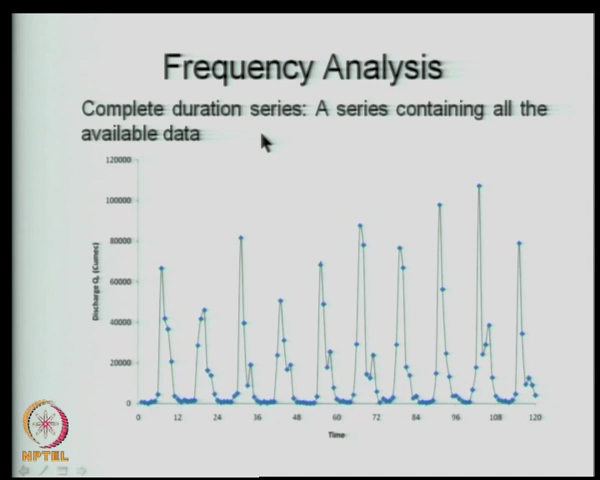 Frequency Analysis
Complete duration series: A series containing all the
available data
120000
100000
80000
60000
40000
20000
0
Discharge Q, (Cumec)
0 12 24 36 48 60 72 84 96 108 120
Time
NPTEL